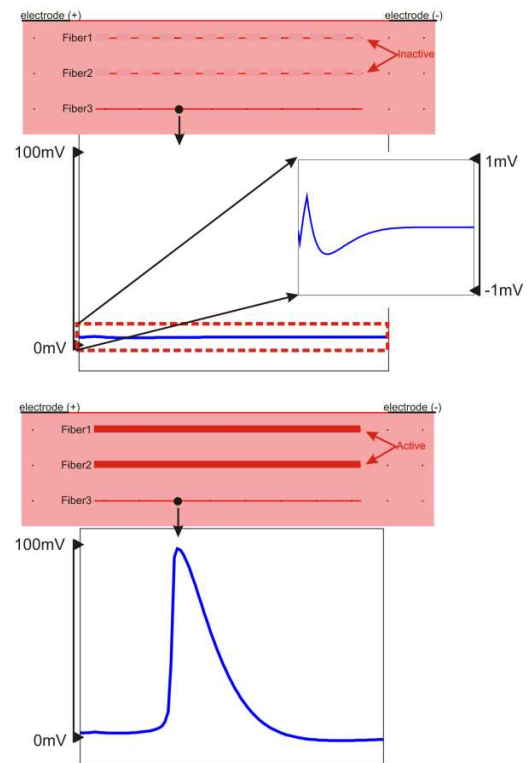 electrode (+) electrode (-)
Fiber1
Inactive
Fiber2
Fiber3
100mV
1mV
-1mV
0mV
electrode (+) electrode (-)
Fiber1
Active
Fiber2
Fiber3
100mV
0mV